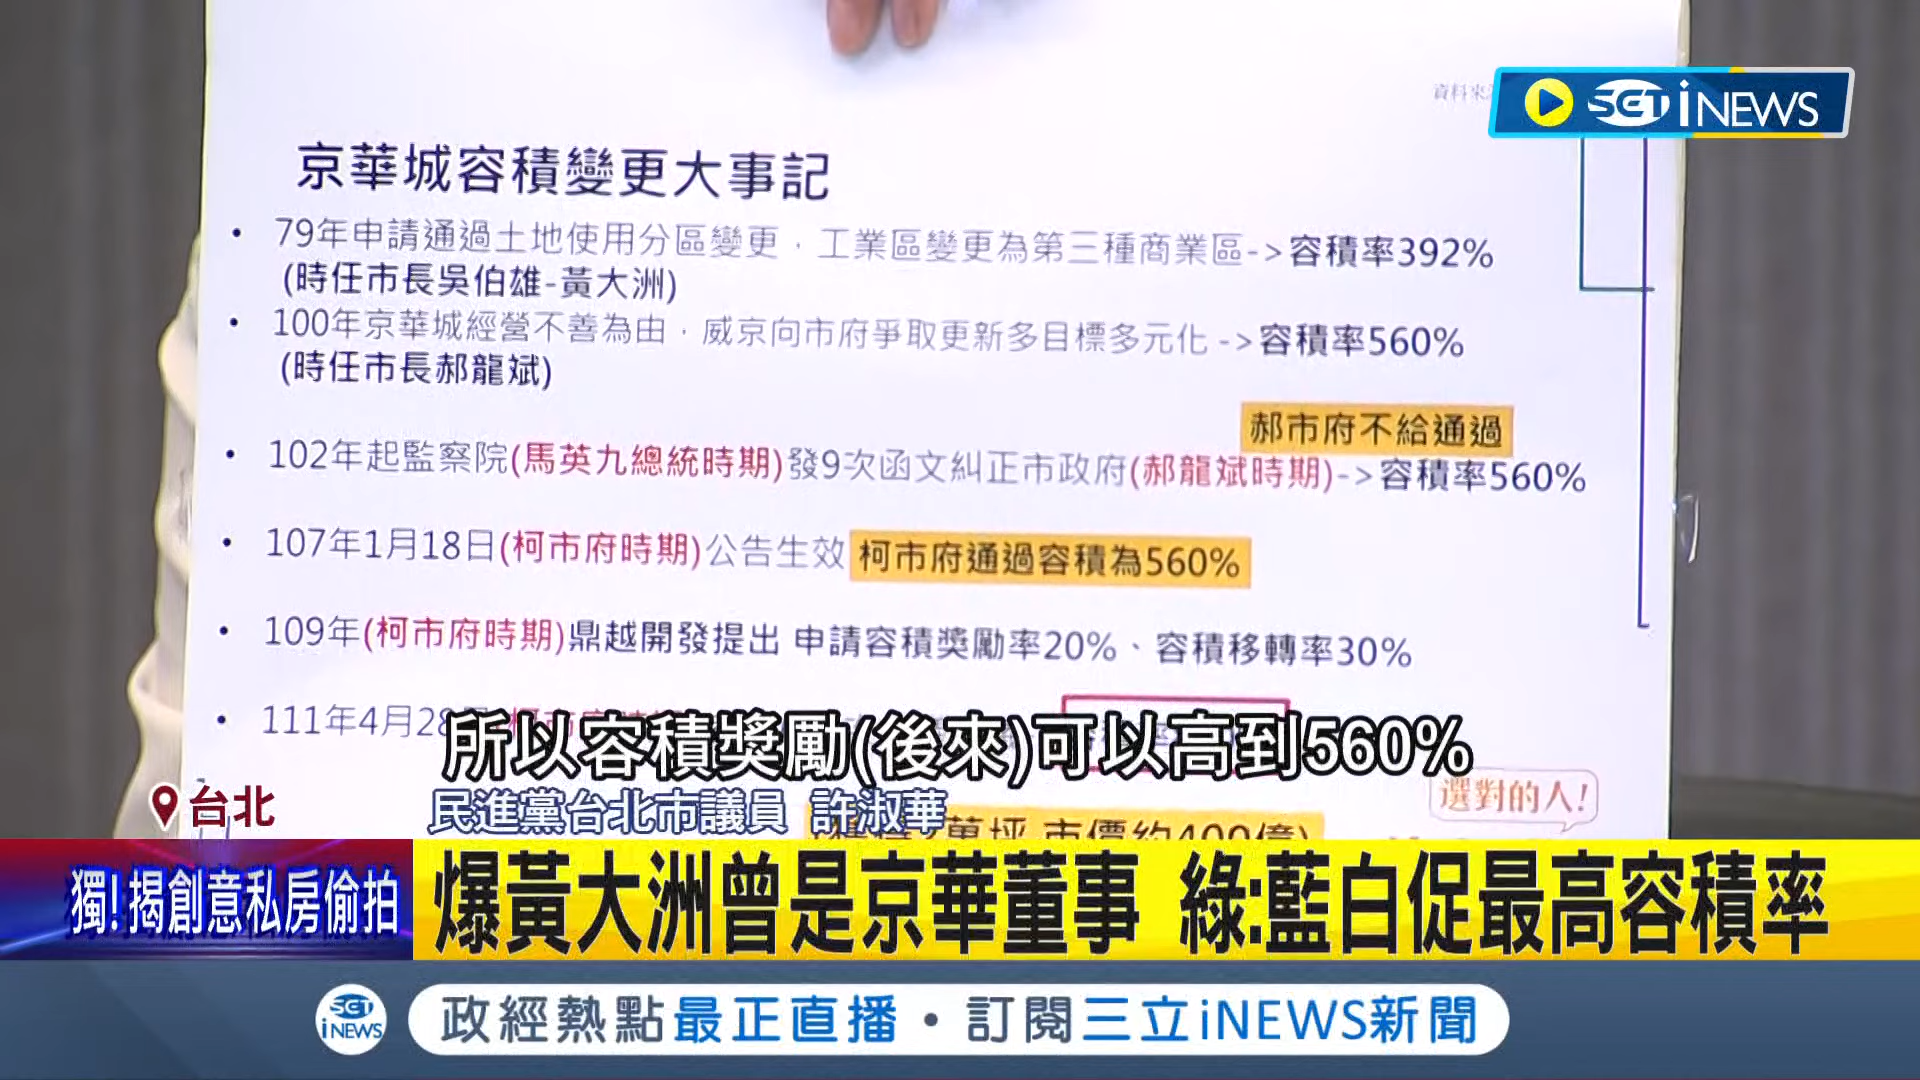 資料來
SET iNEWS
京華城容積變更大事記
• 79年申請通過土地使用分區變更，工業區變更為第三種商業區->容積率392%
(時任市長吳伯雄-黃大洲)
• 100年京華城經營不善為由，威京向市府爭取更新多目標多元化 ->容積率560%
(時任市長郝龍斌)
郝市府不給通過
• 102年起監察院(馬英九總統時期)發9次函文糾正市政府(郝龍斌時期)->容積率560%
• 107年1月18日(柯市府時期)公告生效 柯市府通過容積為560%
• 109年(柯市府時期)鼎越開發提出 申請容積獎勵率20%、容積移轉率30%
• 111年4月28
所以容積獎勵(後來)可以高到560%
選對的人!
台北
民進黨台北市議員 許淑華
萬坪 市價約400億)
獨!揭創意私房偷拍
爆黃大洲曾是京華董事 綠:藍白促最高容積率
SET iNEWS
政經熱點最正直播•訂閱三立iNEWS新聞